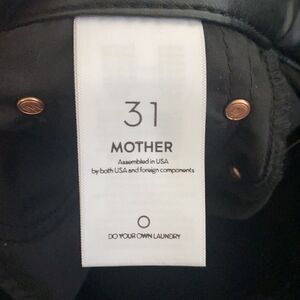 31
MOTHER
Assembled in USA
by both USA and foreign components
DO YOUR OWN LAUNDRY